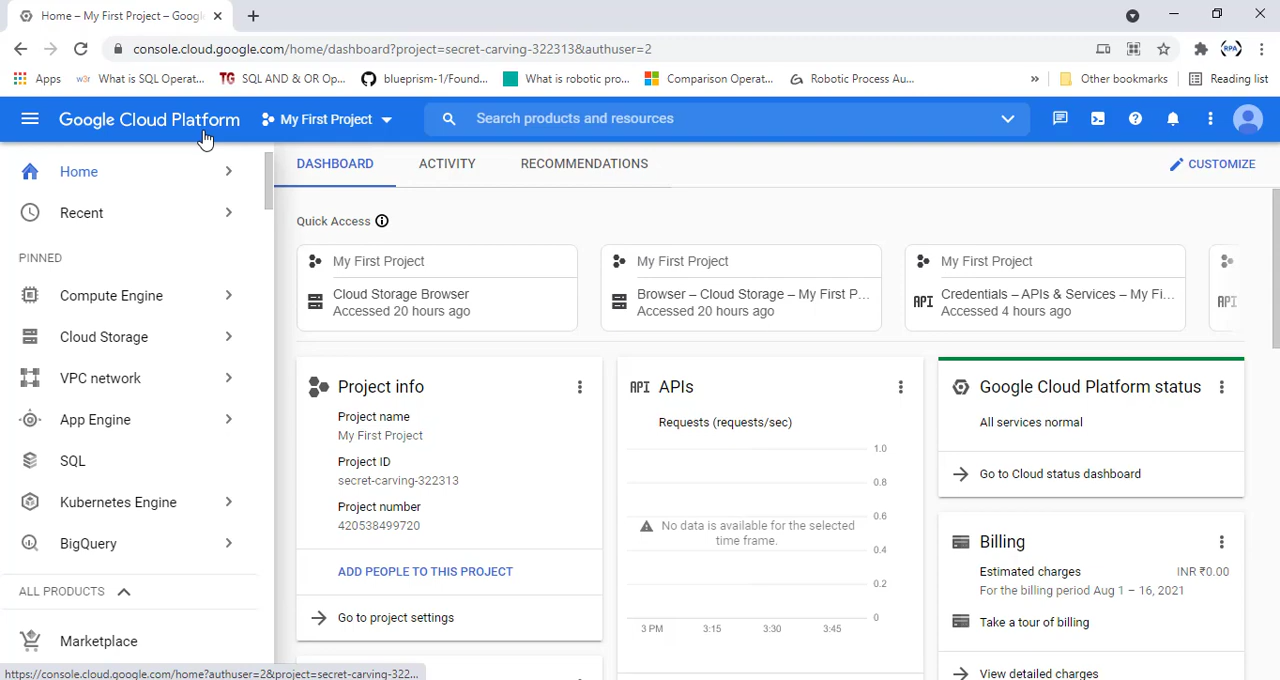 Home – My First Project – Googl
console.cloud.google.com/home/dashboard?project=secret-carving-322313&authuser=2
RPA
Apps
w3r What is SQL Operat...
TG SQL AND & OR Op...
blueprism-1/Found...
What is robotic pro...
Comparison Operat...
Robotic Process Au...
»
Other bookmarks
Reading list
Google Cloud Platform
My First Project
Search products and resources
Home
Recent
PINNED
Compute Engine
Cloud Storage
VPC network
App Engine
SQL
Kubernetes Engine
BigQuery
ALL PRODUCTS
Marketplace
https://console.cloud.google.com/home?authuser=2&project=secret-carving-322...
DASHBOARD
ACTIVITY
RECOMMENDATIONS
CUSTOMIZE
Quick Access
My First Project
Cloud Storage Browser
Accessed 20 hours ago
My First Project
Browser – Cloud Storage – My First P...
Accessed 20 hours ago
My First Project
API Credentials – APIs & Services – My Fi...
Accessed 4 hours ago
API
Project info
Project name
My First Project
Project ID
secret-carving-322313
Project number
420538499720
ADD PEOPLE TO THIS PROJECT
Go to project settings
API APIs
Requests (requests/sec)
1.0
0.8
0.6
0.4
0.2
0
No data is available for the selected
time frame.
3 PM
3:15
3:30
3:45
Google Cloud Platform status
All services normal
Go to Cloud status dashboard
Billing
Estimated charges INR ₹0.00
For the billing period Aug 1 – 16, 2021
Take a tour of billing
View detailed charges